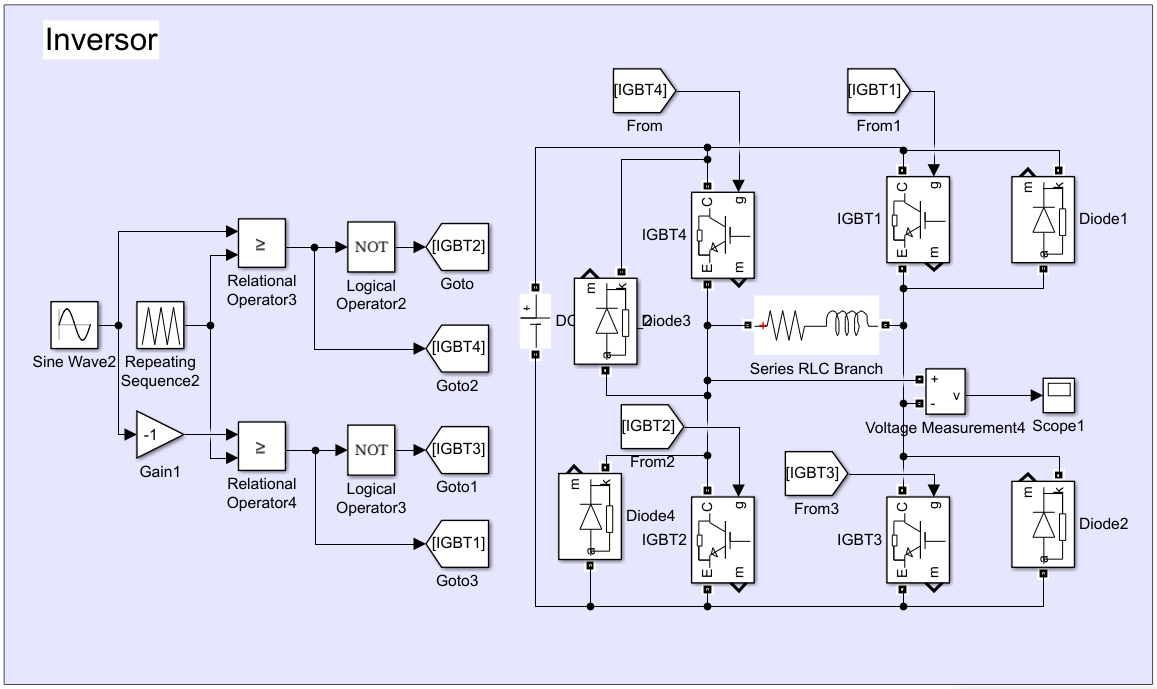 Inversor
[IGBT4]
From
[IGBT1]
From1
C
g
E
m
IGBT4
C
g
E
m
IGBT1
m
k
a
Diode1
≥
Relational
Operator3
NOT
Logical
Operator2
[IGBT2]
Goto
[IGBT4]
Goto2
Sine Wave2
Repeating
Sequence2
-1
Gain1
≥
Relational
Operator4
NOT
Logical
Operator3
[IGBT3]
Goto1
[IGBT1]
Goto3
+
DC
m
k
a
Diode3
+
Series RLC Branch
+
-
v
Voltage Measurement4
Scope1
[IGBT2]
From2
[IGBT3]
From3
m
k
a
Diode4
C
g
E
m
IGBT2
C
g
E
m
IGBT3
m
k
a
Diode2